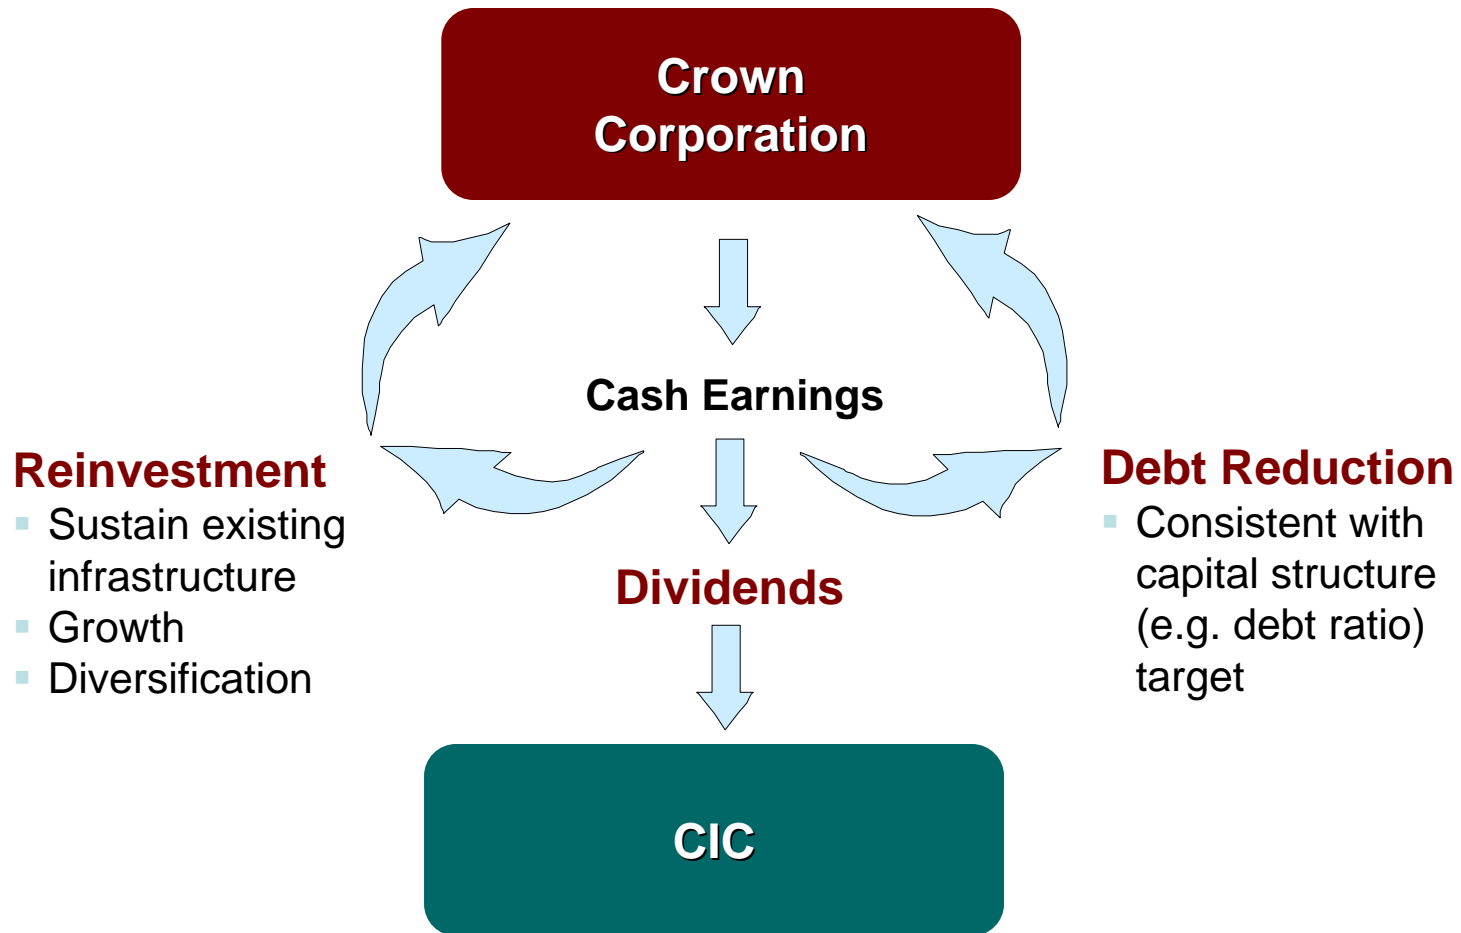 Crown
Corporation
Cash Earnings
Reinvestment
▪ Sustain existing
infrastructure
▪ Growth
▪ Diversification
Dividends
Debt Reduction
▪ Consistent with
capital structure
(e.g. debt ratio)
target
CIC